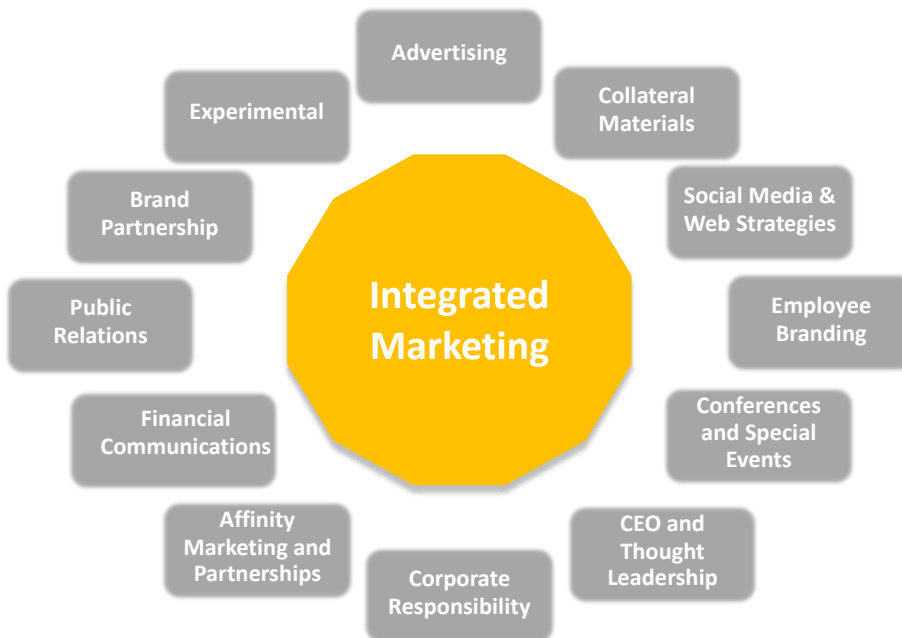 Advertising
Collateral
Materials
Social Media &
Web Strategies
Employee
Branding
Conferences
and Special
Events
CEO and
Thought
Leadership
Corporate
Responsibility
Affinity
Marketing and
Partnerships
Financial
Communications
Public
Relations
Brand
Partnership
Experimental
Integrated
Marketing